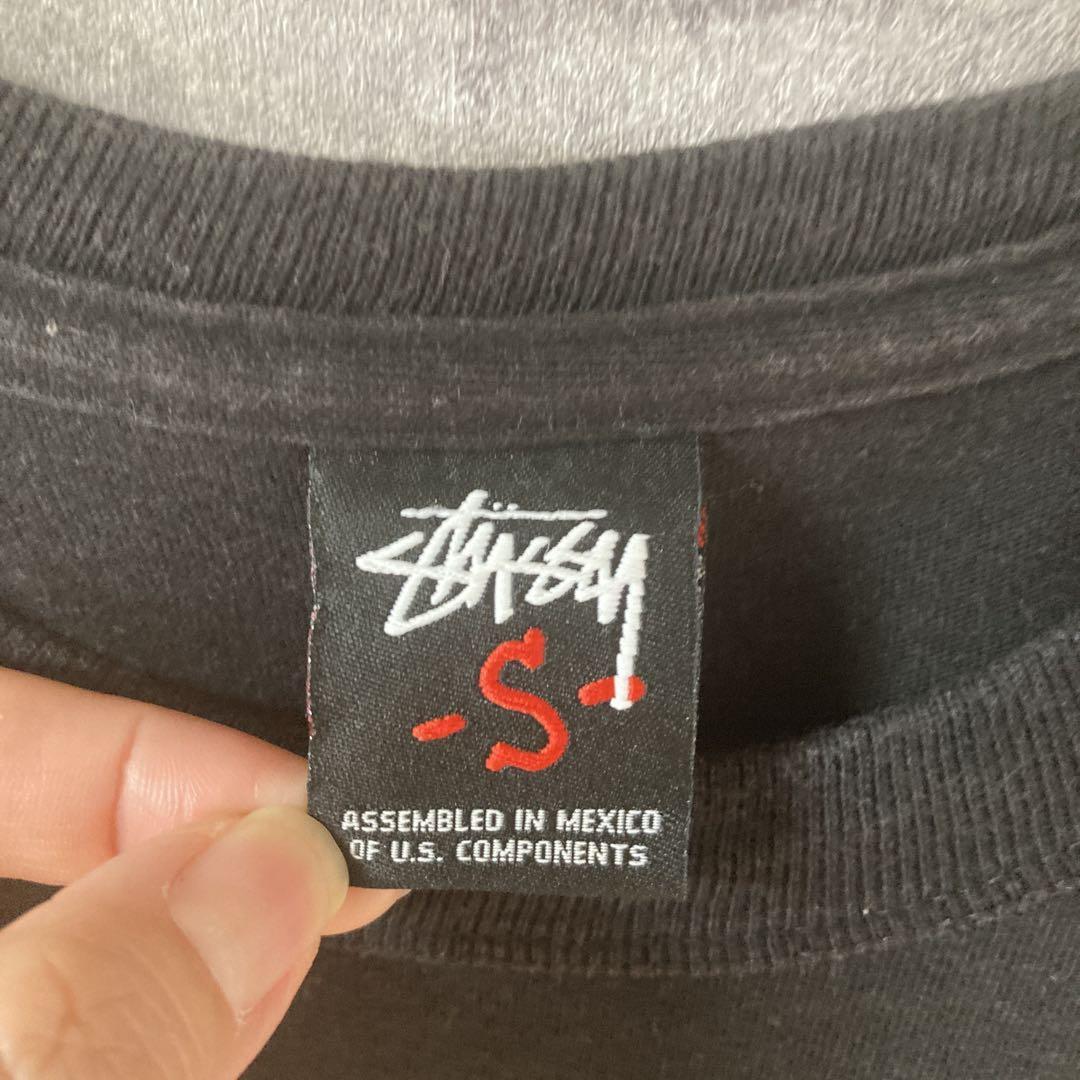 Stüssy
-S-
ASSEMBLED IN MEXICO
OF U.S. COMPONENTS